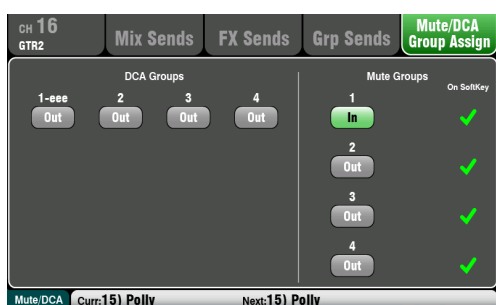 CH 16
GTR2
Mix Sends
FX Sends
Grp Sends
Mute/DCA
Group Assign
DCA Groups
1-eee 2 3 4
Out Out Out Out
Mute Groups
On SoftKey
1
In
2
Out
3
Out
4
Out
Mute/DCA Curr:15) Polly Next:15) Polly